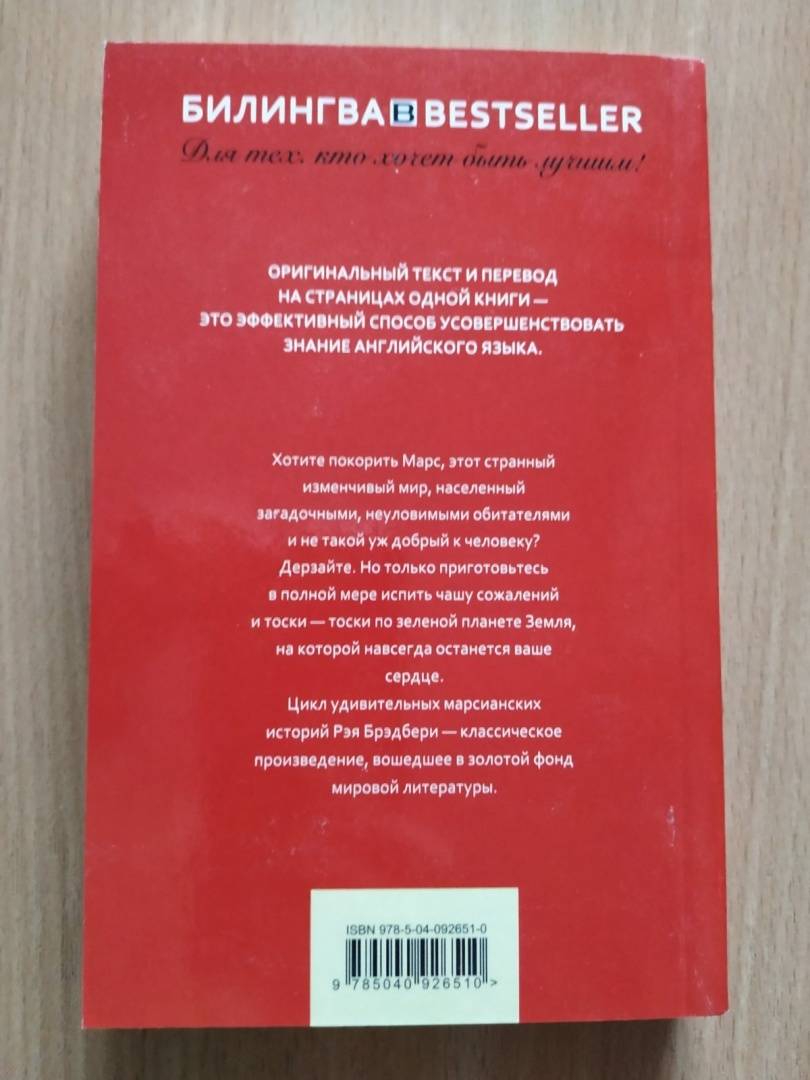 БИЛИНГВА B BESTSELLER
Для тех, кто хочет быть лучшим!
ОРИГИНАЛЬНЫЙ ТЕКСТ И ПЕРЕВОД
НА СТРАНИЦАХ ОДНОЙ КНИГИ —
ЭТО ЭФФЕКТИВНЫЙ СПОСОБ УСОВЕРШЕНСТВОВАТЬ
ЗНАНИЕ АНГЛИЙСКОГО ЯЗЫКА.
Хотите покорить Марс, этот странный
изменчивый мир, населенный
загадочными, неуловимыми обитателями
и не такой уж добрый к человеку?
Дерзайте. Но только приготовьтесь
в полной мере испить чашу сожалений
и тоски — тоски по зеленой планете Земля,
на которой навсегда останется ваше
сердце.
Цикл удивительных марсианских
историй Рэя Брэдбери — классическое
произведение, вошедшее в золотой фонд
мировой литературы.
ISBN 978-5-04-092651-0
9 785040 926510 >